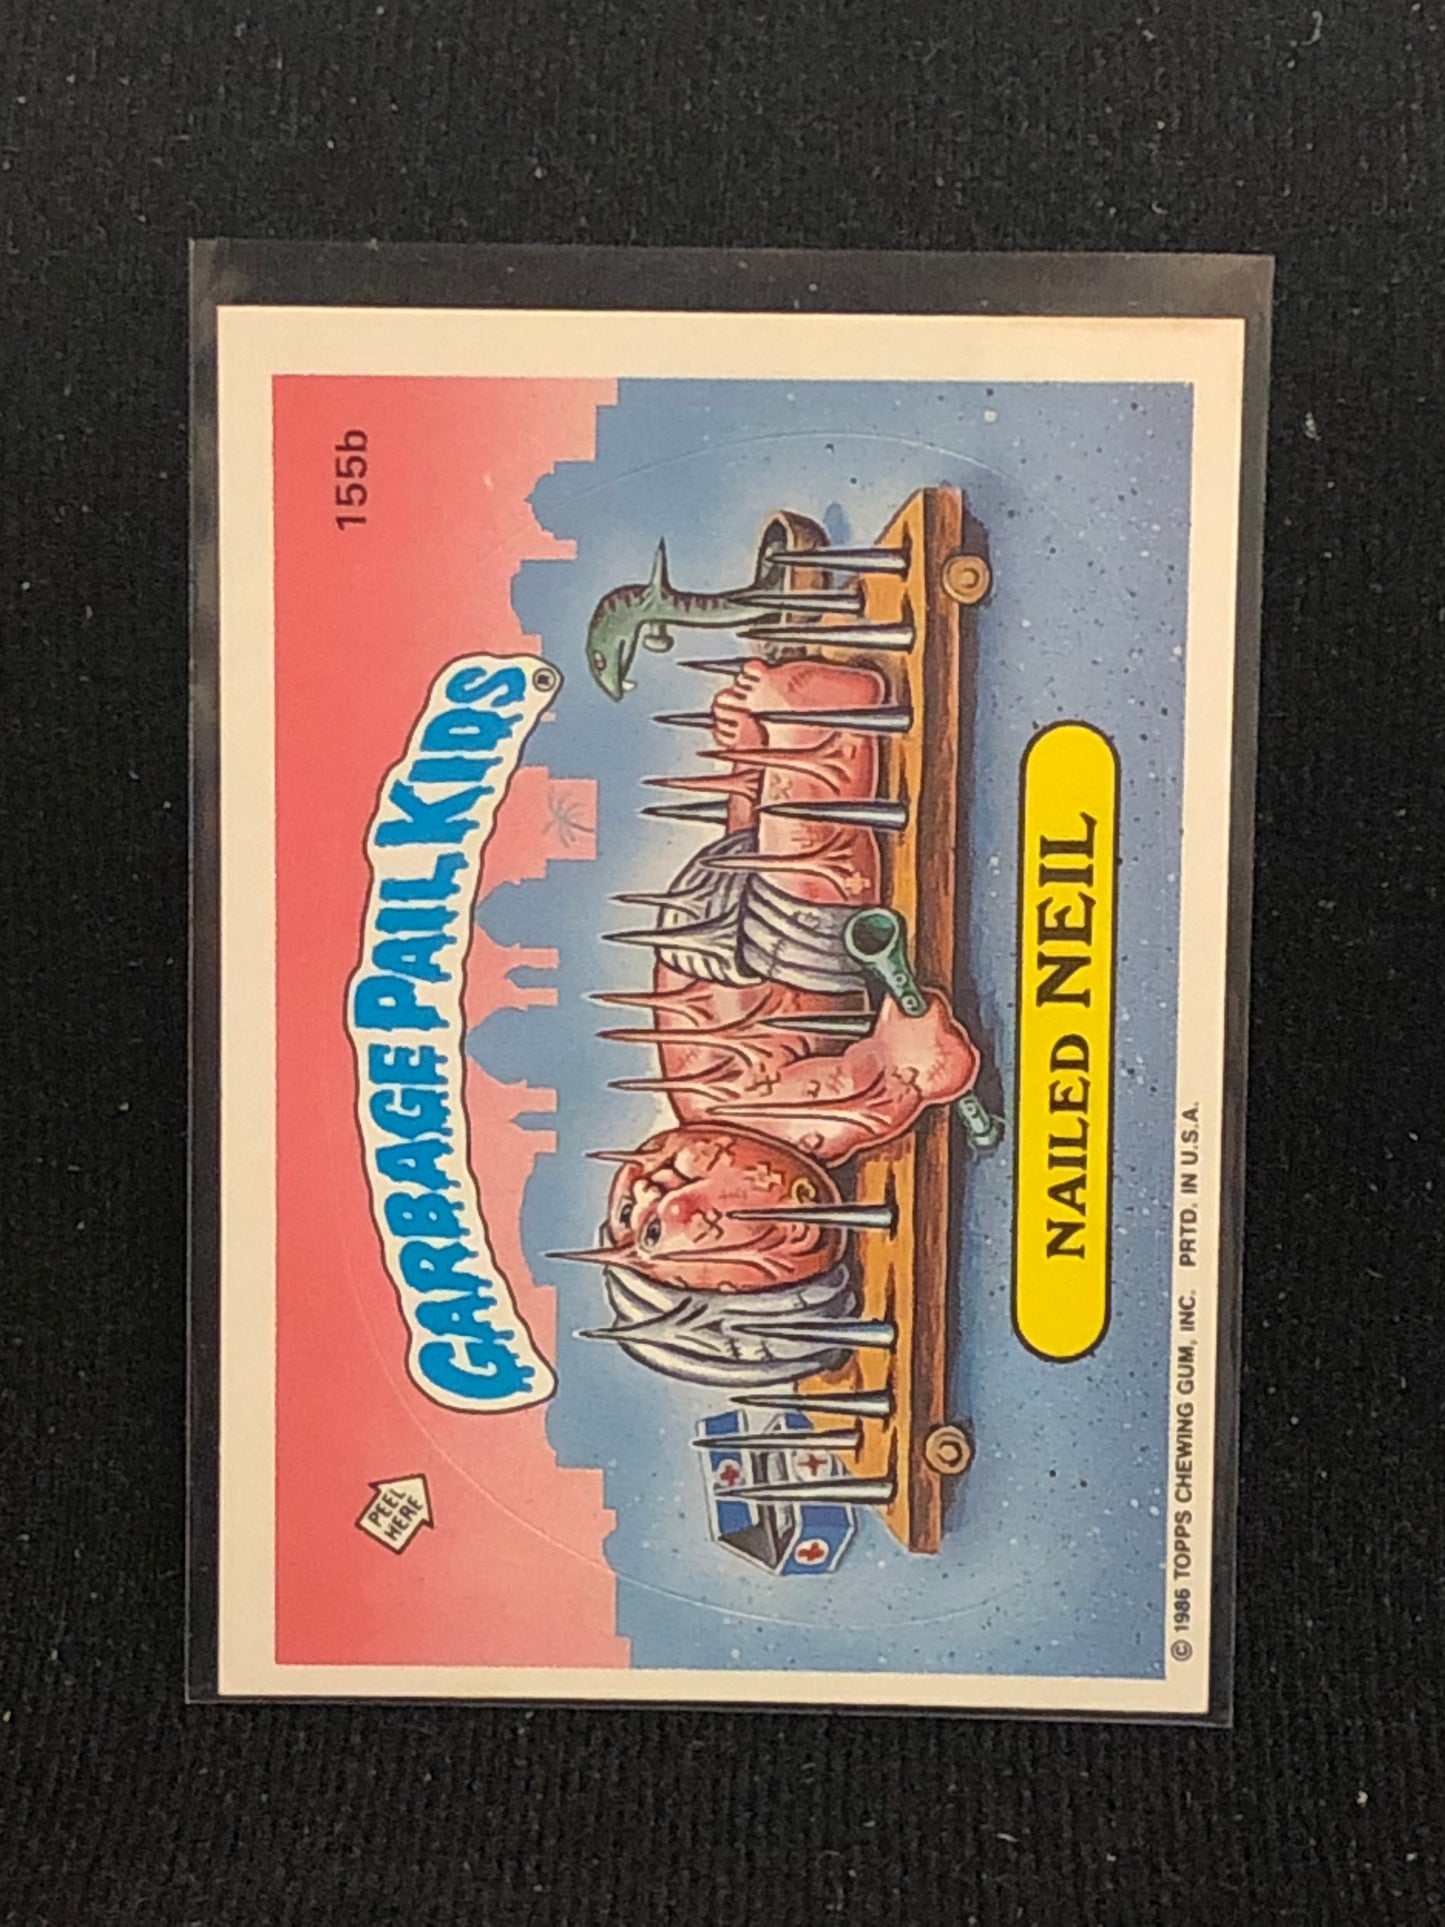 155b
GARBAGE PAIL KIDS
PEEL
HERE
NAILED NEIL
© 1986 TOPPS CHEWING GUM, INC. PRTD. IN U.S.A.